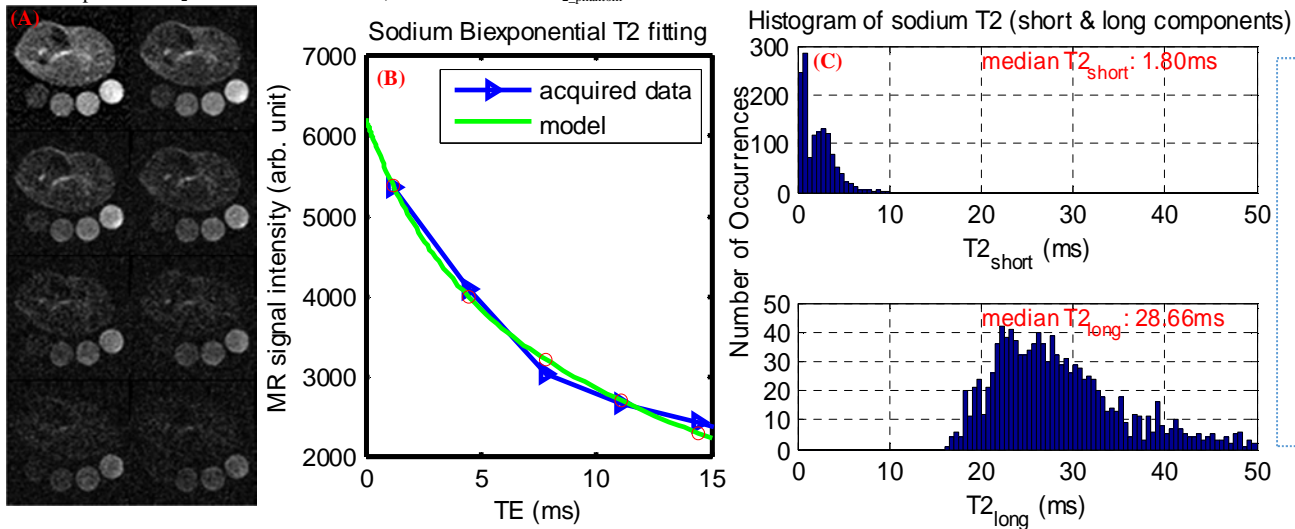 (A)
Sodium Biexponential T2 fitting
(B)
acquired data
model
7000
6000
5000
4000
3000
2000
MR signal intensity (arb. unit)
0 5 10 15
TE (ms)
Histogram of sodium T2 (short & long components)
(C)
median T2short: 1.80ms
300
200
100
0
0 10 20 30 40 50
T2short (ms)
Number of Occurrences
median T2long: 28.66ms
50
40
30
20
10
0
0 10 20 30 40 50
T2long (ms)